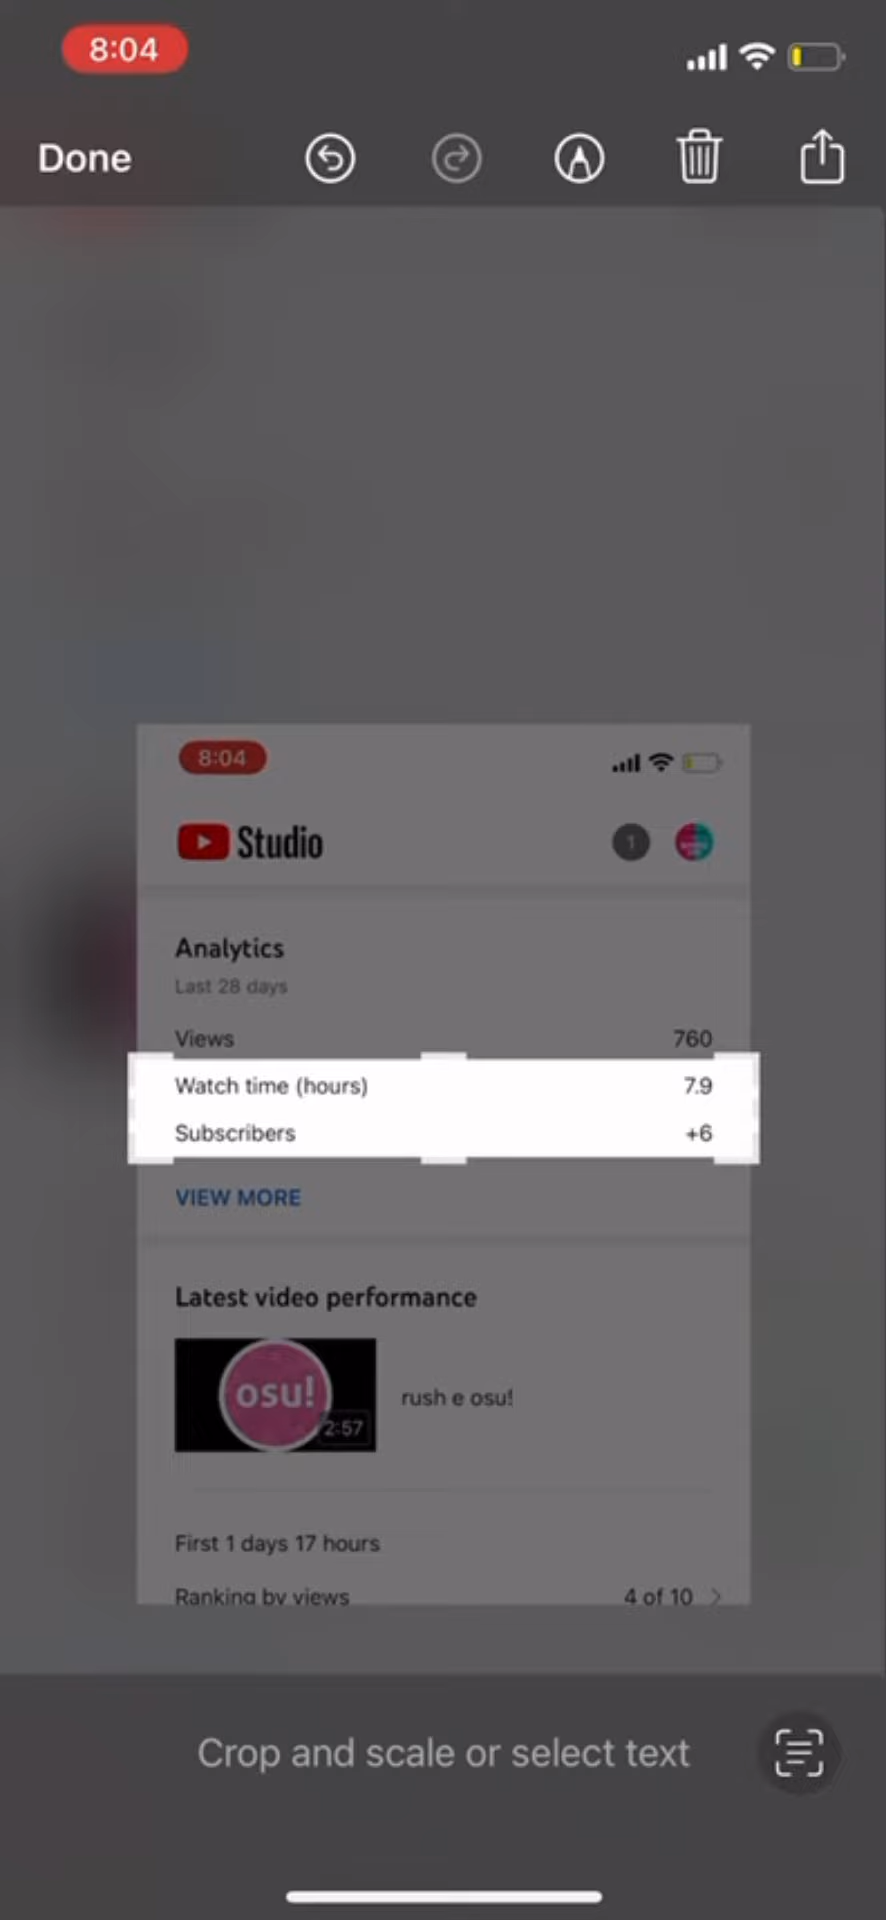 8:04
Done
8:04
Studio
1
Analytics
Last 28 days
Views 760
Watch time (hours) 7.9
Subscribers +6
VIEW MORE
Latest video performance
osu!
2:57
rush e osu!
First 1 days 17 hours
Ranking by views 4 of 10
Crop and scale or select text